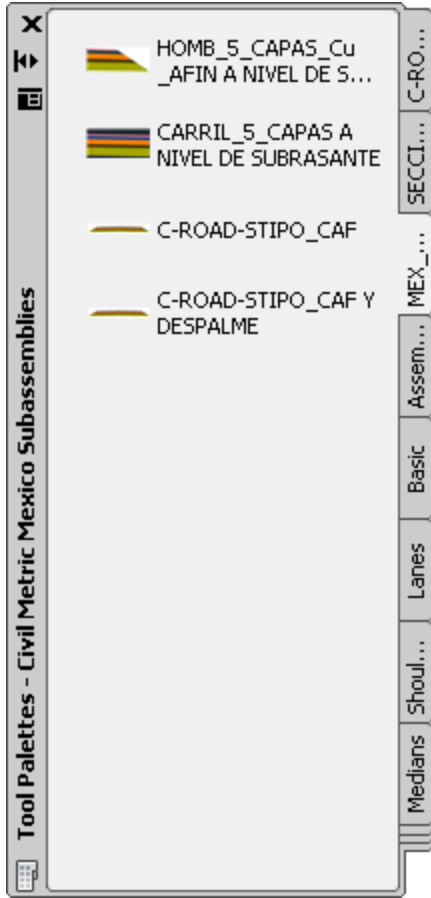 Tool Palettes - Civil Metric Mexico Subassemblies
HOMB_5_CAPAS_Cu
_AFIN A NIVEL DE S...
CARRIL_5_CAPAS A
NIVEL DE SUBRASANTE
C-ROAD-STIPO_CAF
C-ROAD-STIPO_CAF Y
DESPALME
C-RO...
SECCI...
MEX_...
Assem...
Basic
Lanes
Shoul...
Medians